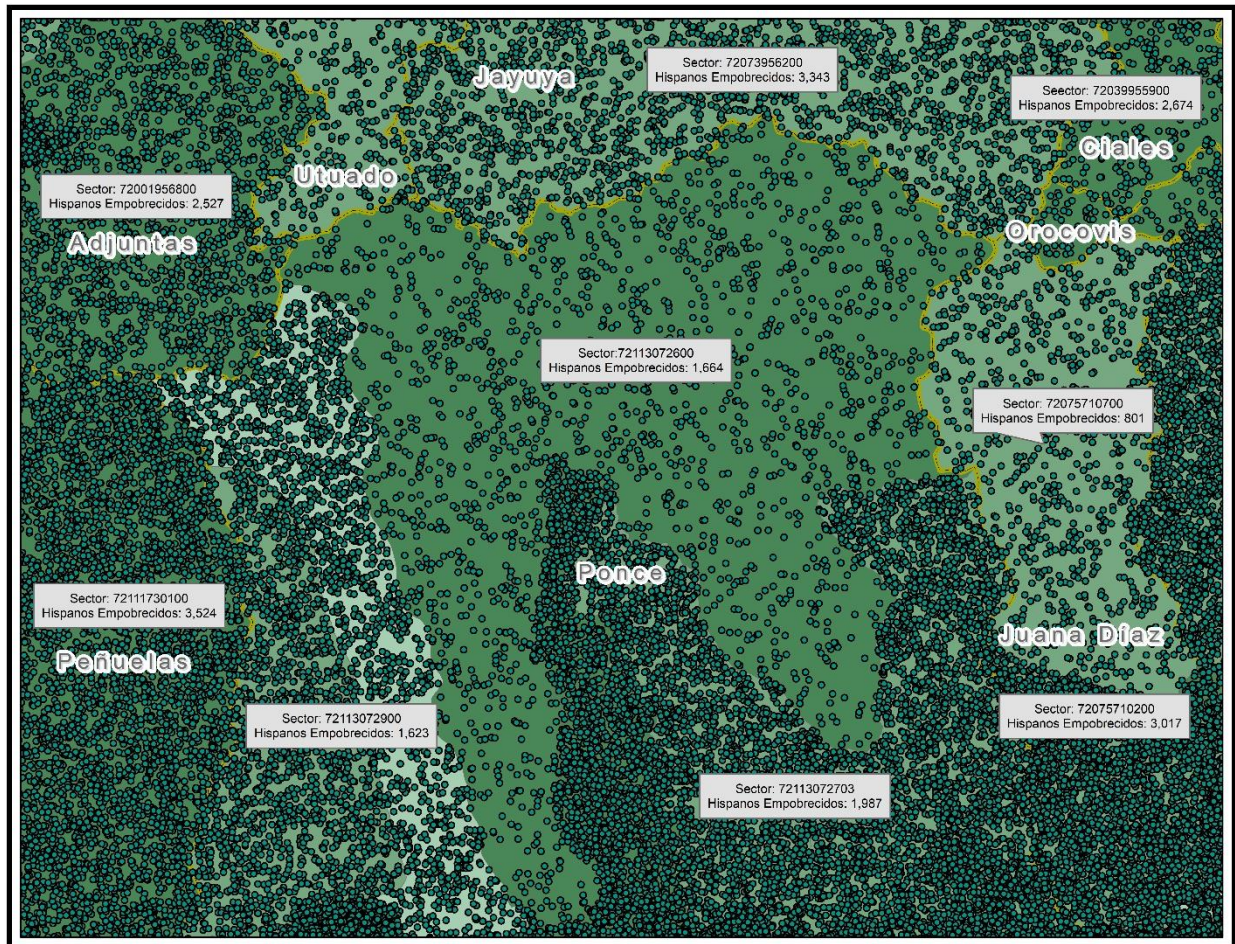 Jayuya
Sector: 72073956200
Hispanos Empobrecidos: 3,343
Seector: 72039955900
Hispanos Empobrecidos: 2,674
Ciales
Utuado
Sector: 72001956800
Hispanos Empobrecidos: 2,527
Adjuntas
Orocovis
Sector:72113072600
Hispanos Empobrecidos: 1,664
Sector: 72075710700
Hispanos Empobrecidos: 801
Ponce
Sector: 72111730100
Hispanos Empobrecidos: 3,524
Peñuelas
Juana Díaz
Sector: 72113072900
Hispanos Empobrecidos: 1,623
Sector: 72075710200
Hispanos Empobrecidos: 3,017
Sector: 72113072703
Hispanos Empobrecidos: 1,987